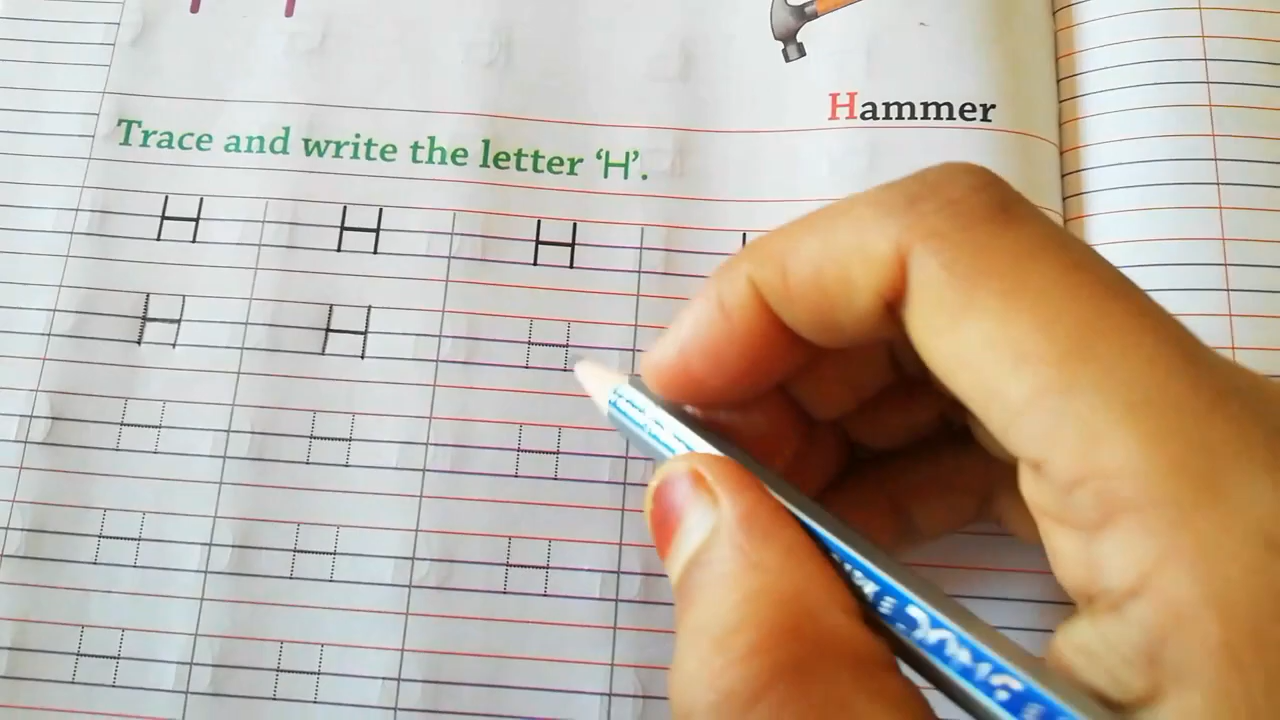 Hammer
Trace and write the letter ‘H’.
H H H
H H H
H H H
H H H
H H